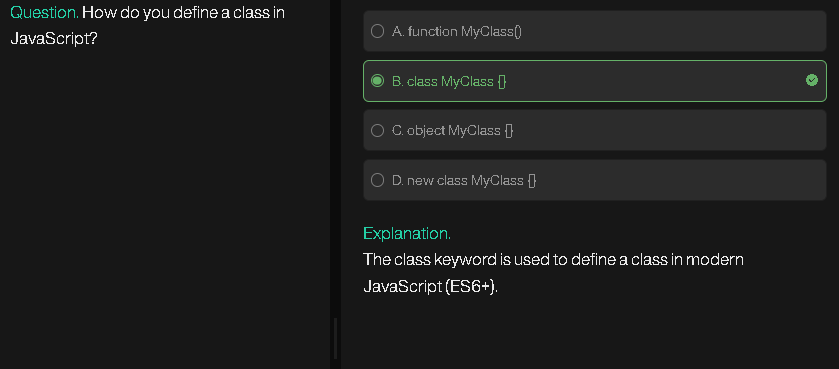 Question. How do you define a class in
JavaScript?
A. function MyClass()
B. class MyClass {}
C. object MyClass {}
D. new class MyClass {}
Explanation.
The class keyword is used to define a class in modern
JavaScript (ES6+).